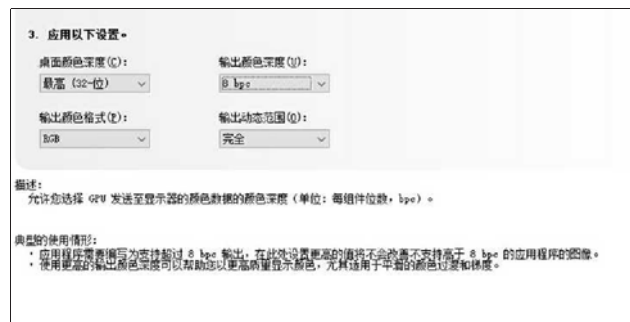 3. 应用以下设置。
桌面颜色深度(C):
输出颜色深度(U):
最高（32-位）
8 bpc
输出颜色格式(P):
输出动态范围(O):
RGB
完全
描述:
允许您选择 GPU 发送至显示器的颜色数据的颜色深度（单位：每组件位数，bpc）。
典型的使用情形:
· 应用程序需要编写为支持超过 8 bpc 输出，在此处设置更高的值将不会改善不支持高于 8 bpc 的应用程序的图像。
· 使用更高的输出颜色深度可以帮助您以更高质量显示颜色，尤其适用于平滑的颜色过渡和梯度。